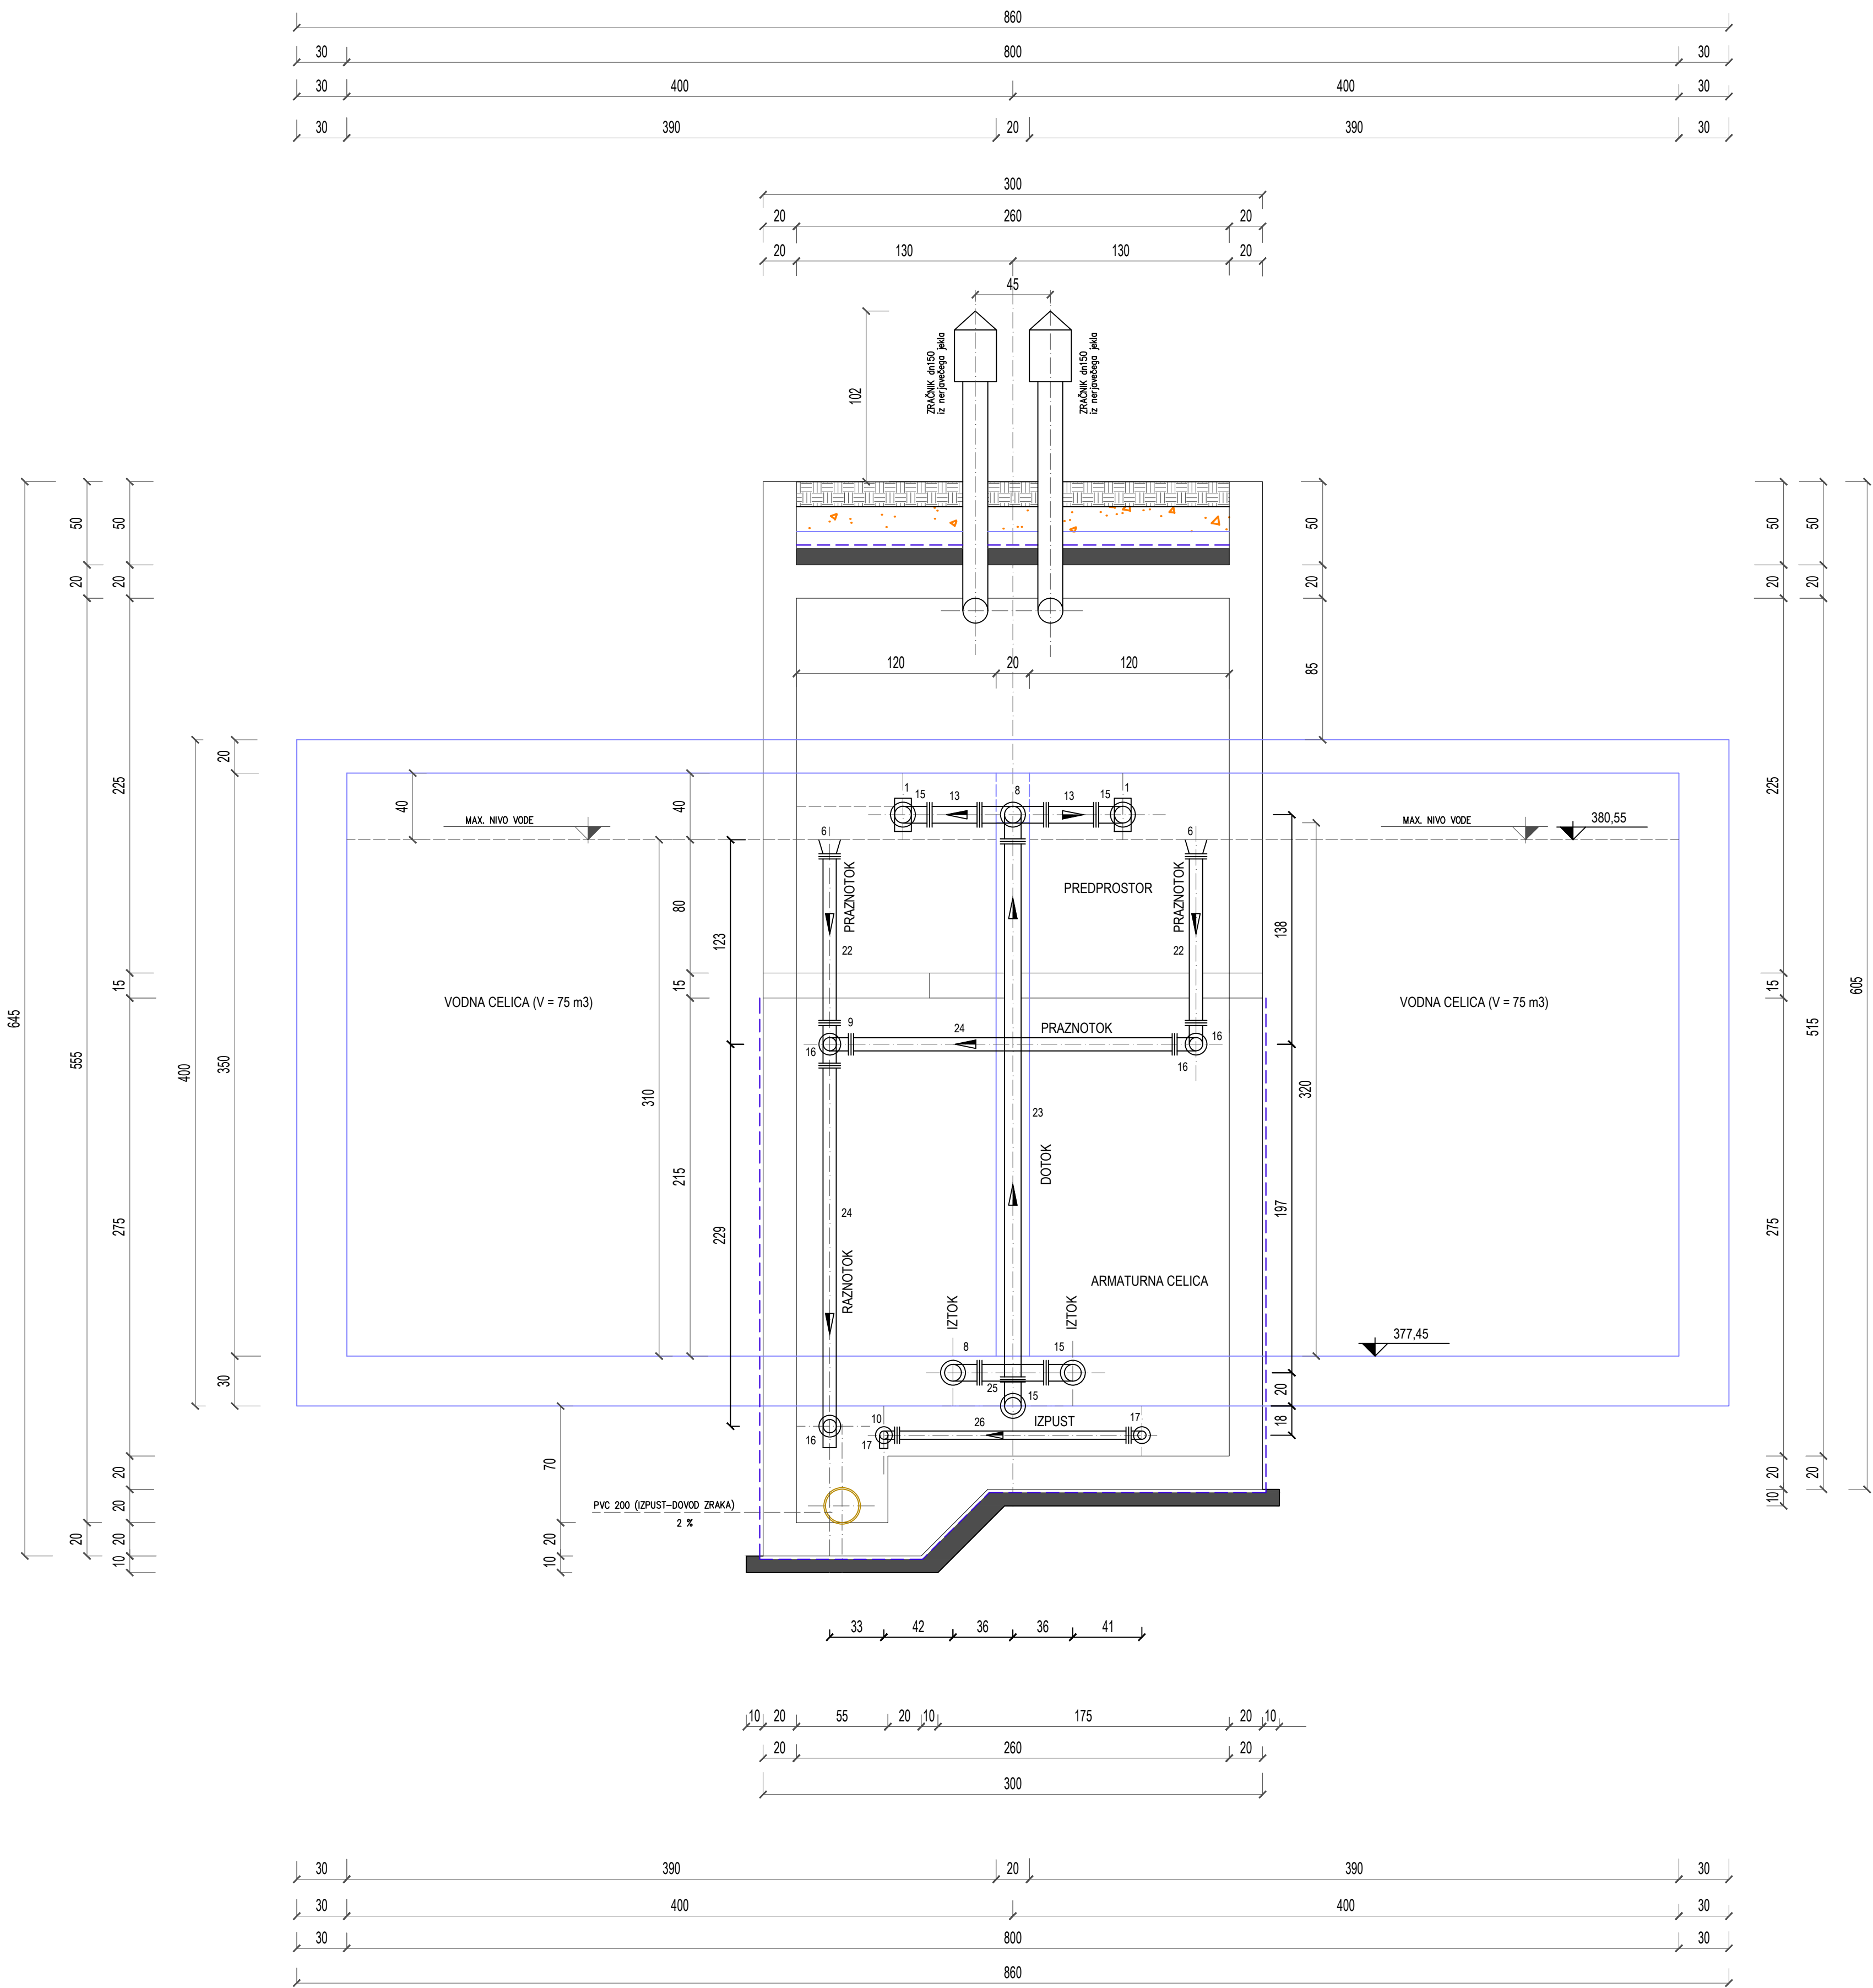 860
30 800 30
30 400 400 30
30 390 20 390 30
300
20 260 20
20 130 130 20
45
102
ZRAČNIK dn150
iz nerjavečega jekla
ZRAČNIK dn150
iz nerjavečega jekla
50 50 50 50 50
20 20 20 20 20
85
120 20 120
20
225 225
40 40
1 15 13 8 13 15 1
MAX. NIVO VODE
MAX. NIVO VODE 380,55
6 6
PRAZNOTOK
PRAZNOTOK
PREDPROSTOR
80
123
138
22 22
15 15 15
645
605
VODNA CELICA (V = 75 m3)
VODNA CELICA (V = 75 m3)
9 24 PRAZNOTOK
16 16
16
555
515
400
350
310
320
23
DOTOK
215
197
24
275 275
229
RAZNOTOK
ARMATURNA CELICA
IZTOK
IZTOK
377,45
8 15
30
25 15
20
18
10 26 IZPUST 17
16 17
70
20 20 20
20 10
PVC 200 (IZPUST-DOVOD ZRAKA)
2 %
20 20 20
10 10
33 42 36 36 41
10 20 55 20 10 175 20 10
20 260 20
300
30 390 20 390 30
30 400 400 30
30 800 30
860